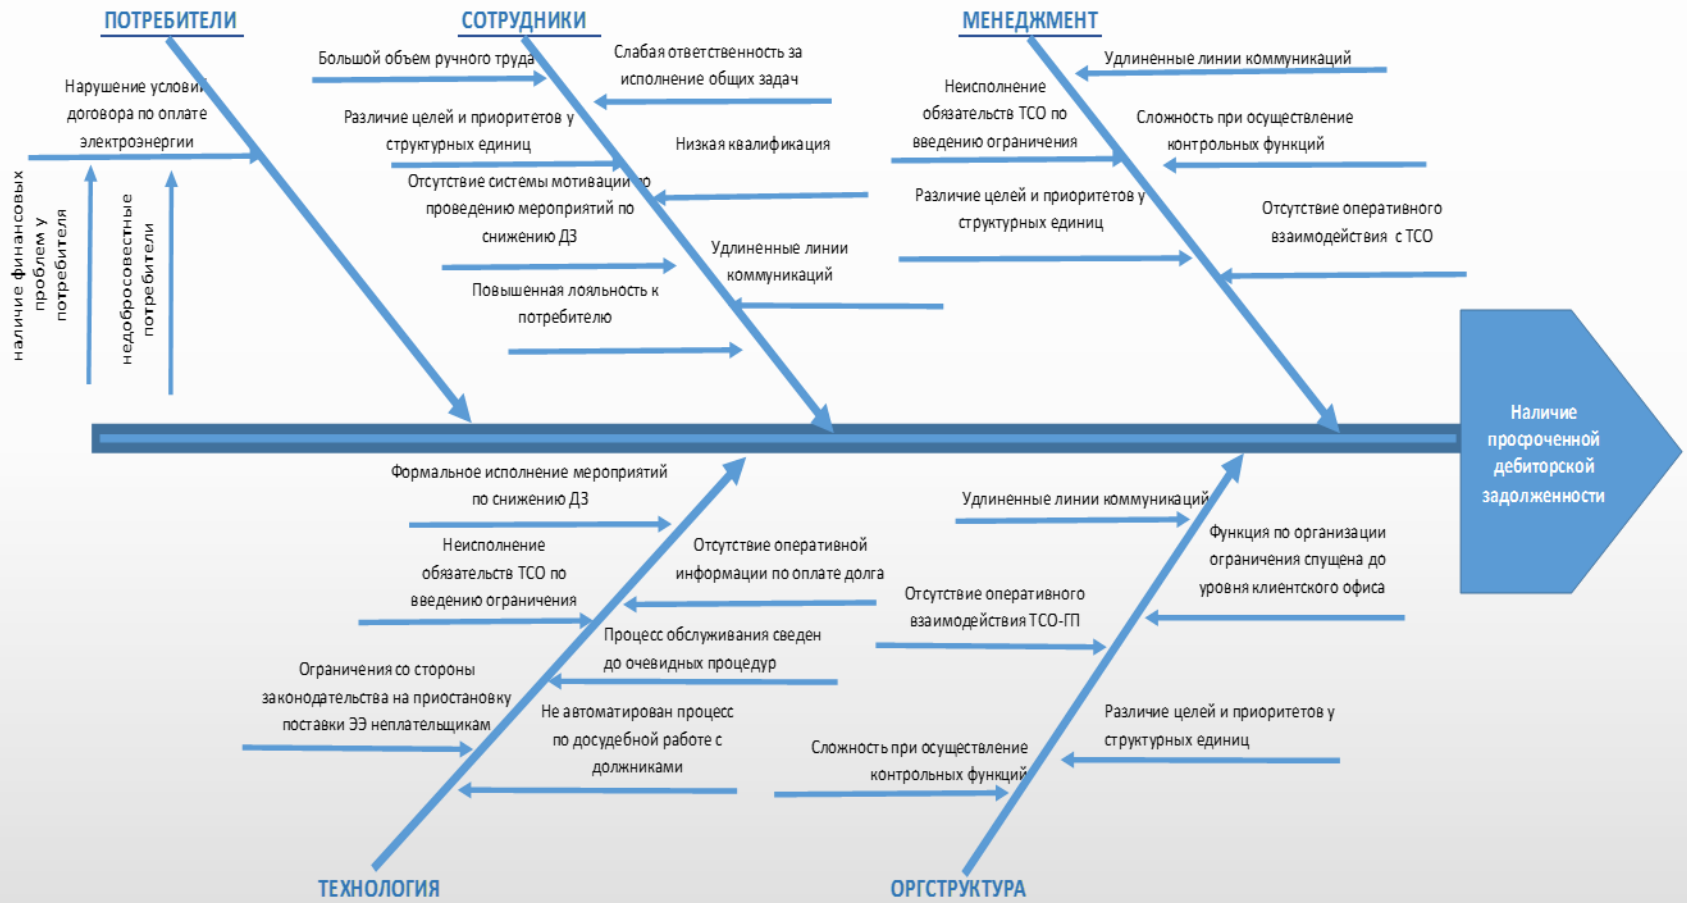 ПОТРЕБИТЕЛИ
Нарушение условий
договора по оплате
электроэнергии
наличие финансовых
проблем у
потребителя
недобросовестные
потребители
СОТРУДНИКИ
Большой объем ручного труда
Различие целей и приоритетов у
структурных единиц
Отсутствие системы мотивации по
проведению мероприятий по
снижению ДЗ
Повышенная лояльность к
потребителю
Слабая ответственность за
исполнение общих задач
Низкая квалификация
Удлиненные линии
коммуникаций
МЕНЕДЖМЕНТ
Неисполнение
обязательств ТСО по
введению ограничения
Различие целей и приоритетов у
структурных единиц
Удлиненные линии коммуникаций
Сложность при осуществление
контрольных функций
Отсутствие оперативного
взаимодействия с ТСО
Наличие
просроченной
дебиторской
задолженности
Формальное исполнение мероприятий
по снижению ДЗ
Неисполнение
обязательств ТСО по
введению ограничения
Ограничения со стороны
законодательства на приостановку
поставки ЭЭ неплательщикам
Отсутствие оперативной
информации по оплате долга
Процесс обслуживания сведен
до очевидных процедур
Не автоматирован процесс
по досудебной работе с
должниками
ТЕХНОЛОГИЯ
Удлиненные линии коммуникаций
Отсутствие оперативного
взаимодействия ТСО-ГП
Сложность при осуществление
контрольных функций
Функция по организации
ограничения спущена до
уровня клиентского офиса
Различие целей и приоритетов у
структурных единиц
ОРГСТРУКТУРА